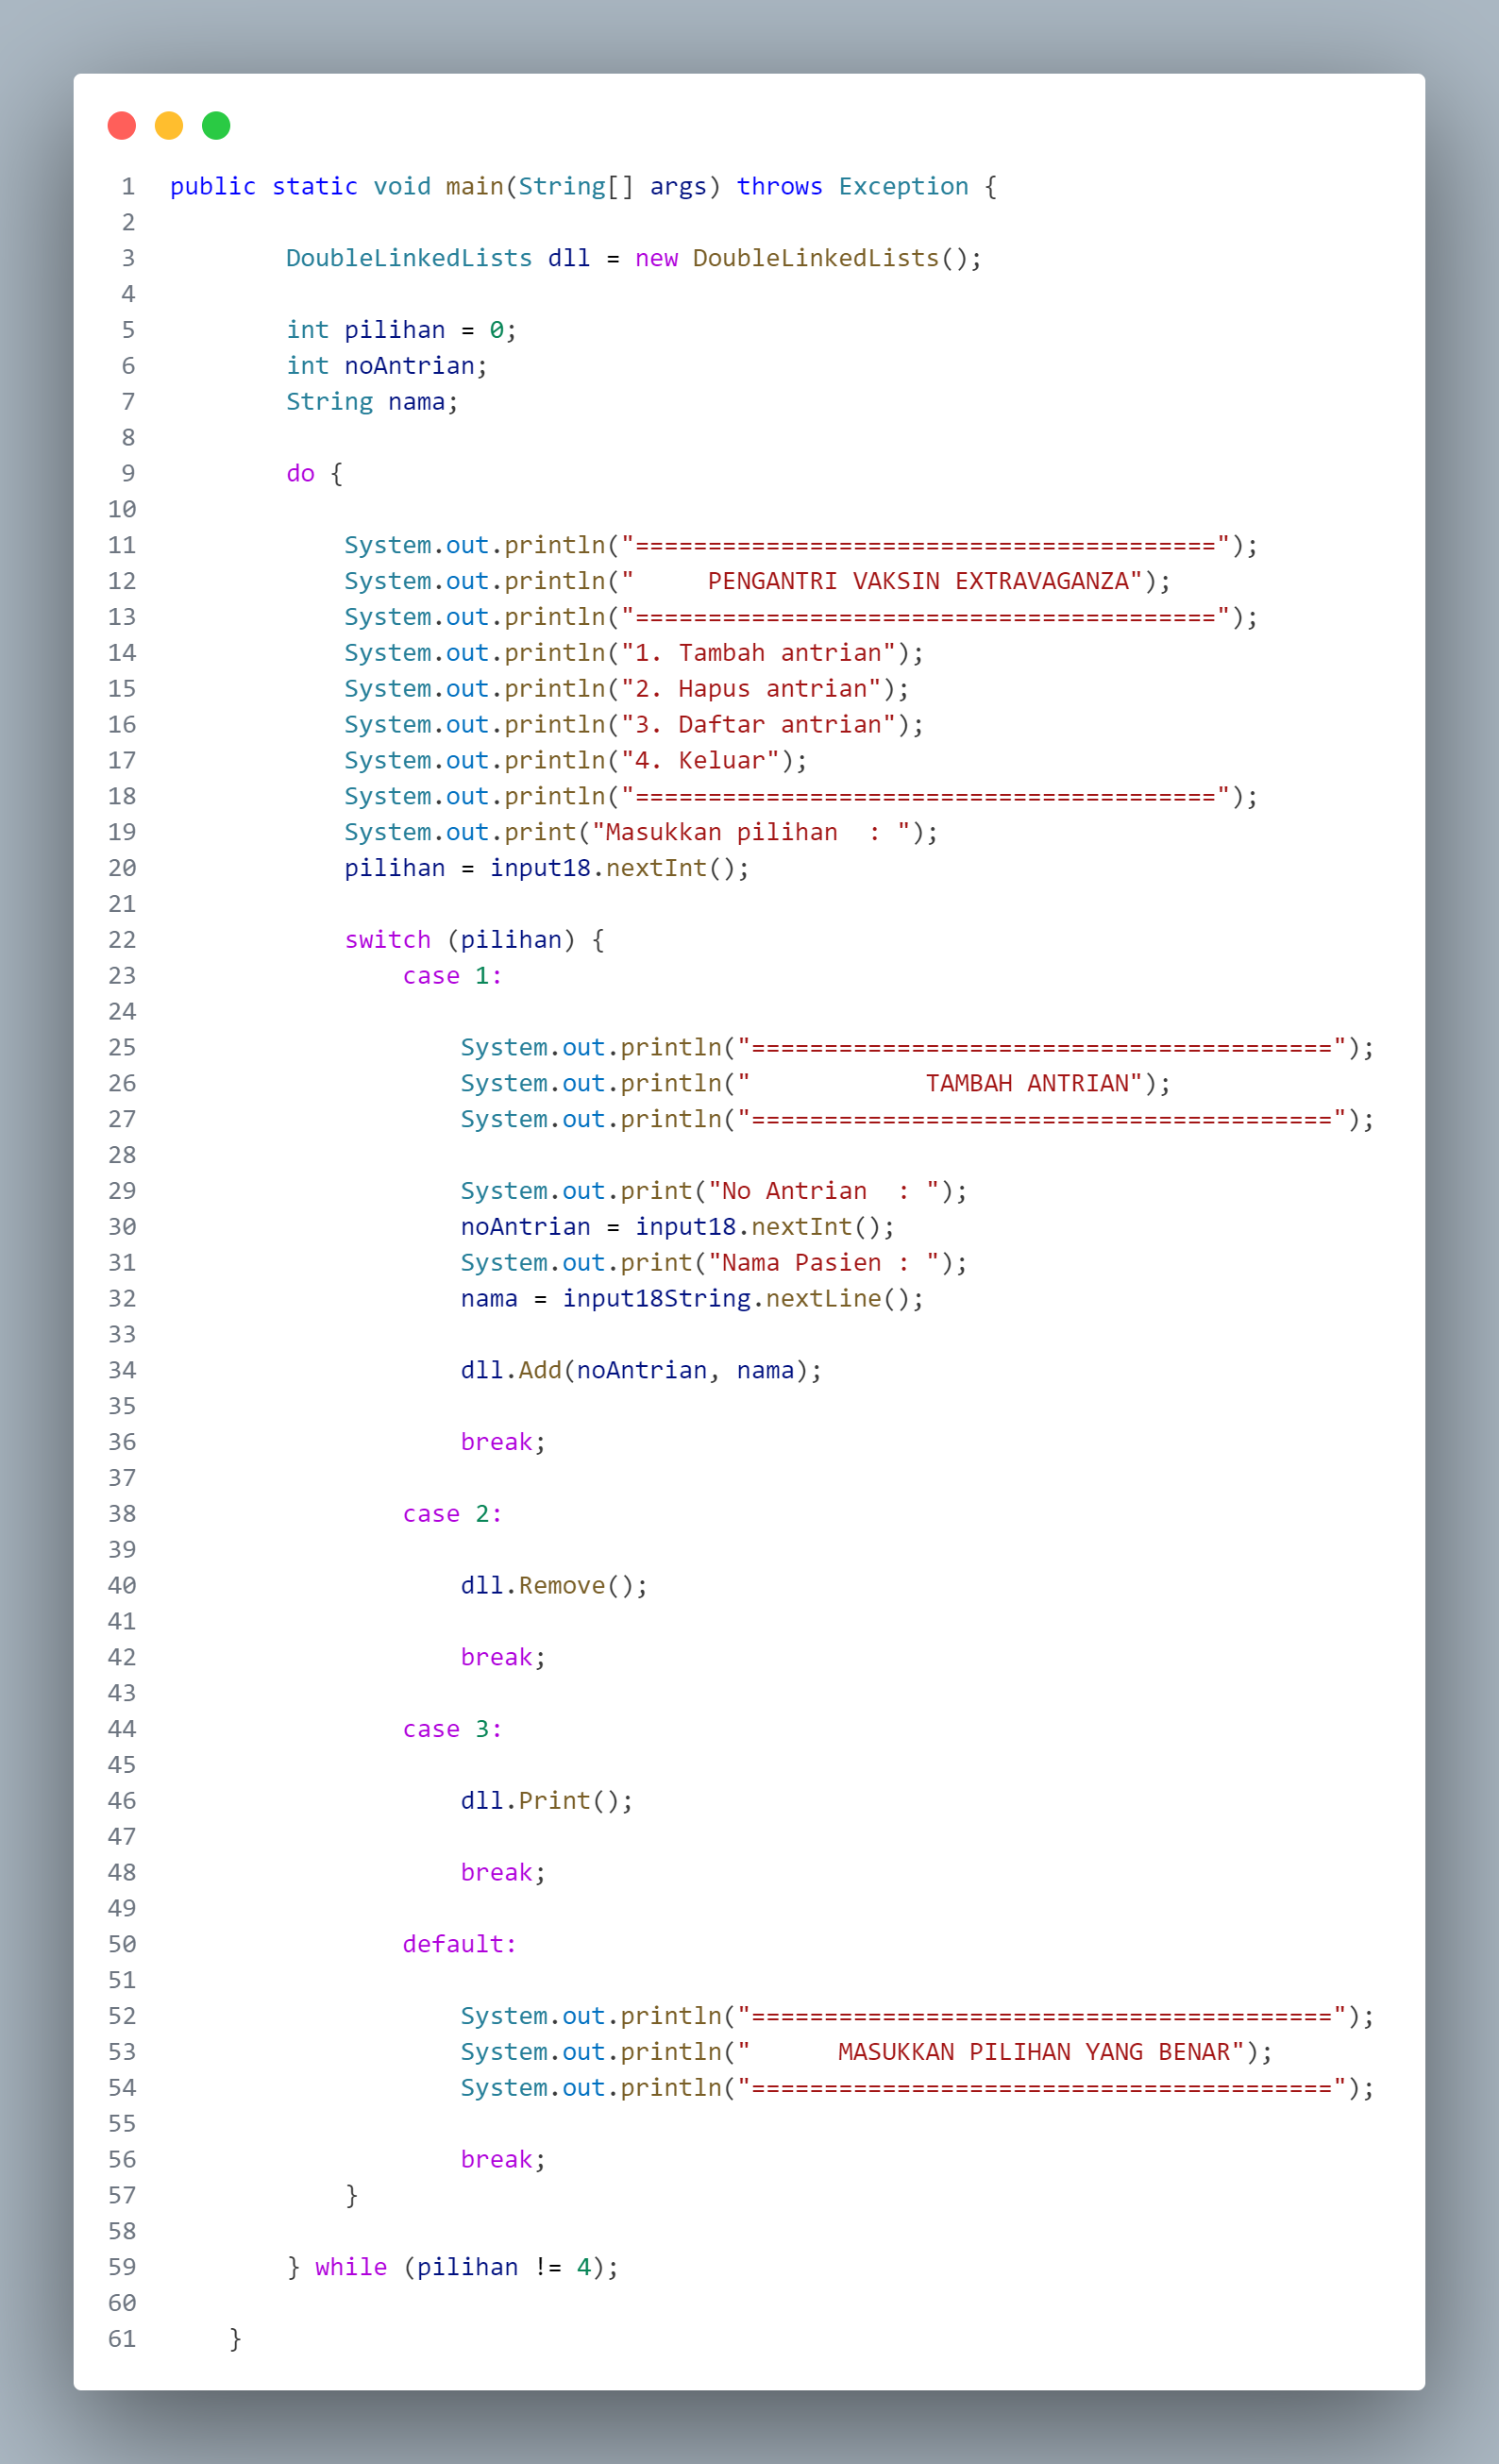 1 public static void main(String[] args) throws Exception {
2
3         DoubleLinkedLists dll = new DoubleLinkedLists();
4
5         int pilihan = 0;
6         int noAntrian;
7         String nama;
8
9         do {
10
11             System.out.println("========================================");
12             System.out.println("     PENGANTRI VAKSIN EXTRAVAGANZA");
13             System.out.println("========================================");
14             System.out.println("1. Tambah antrian");
15             System.out.println("2. Hapus antrian");
16             System.out.println("3. Daftar antrian");
17             System.out.println("4. Keluar");
18             System.out.println("========================================");
19             System.out.print("Masukkan pilihan  : ");
20             pilihan = input18.nextInt();
21
22             switch (pilihan) {
23                 case 1:
24
25                     System.out.println("========================================");
26                     System.out.println("            TAMBAH ANTRIAN");
27                     System.out.println("========================================");
28
29                     System.out.print("No Antrian  : ");
30                     noAntrian = input18.nextInt();
31                     System.out.print("Nama Pasien : ");
32                     nama = input18String.nextLine();
33
34                     dll.Add(noAntrian, nama);
35
36                     break;
37
38                 case 2:
39
40                     dll.Remove();
41
42                     break;
43
44                 case 3:
45
46                     dll.Print();
47
48                     break;
49
50                 default:
51
52                     System.out.println("========================================");
53                     System.out.println("      MASUKKAN PILIHAN YANG BENAR");
54                     System.out.println("========================================");
55
56                     break;
57             }
58
59         } while (pilihan != 4);
60
61     }